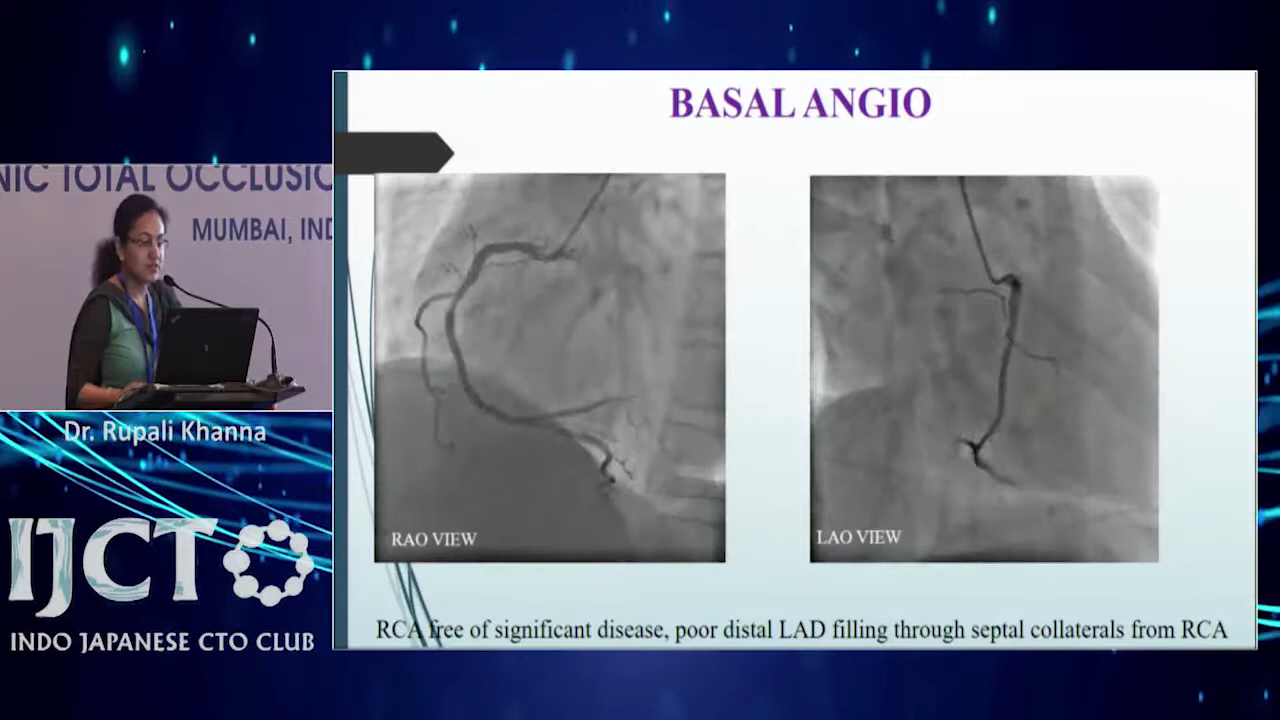 BASAL ANGIO
NIC TOTAL OCCLUSIO
MUMBAI, IND
Dr. Rupali Khanna
IJCTO
INDO JAPANESE CTO CLUB
RAO VIEW
LAO VIEW
RCA free of significant disease, poor distal LAD filling through septal collaterals from RCA